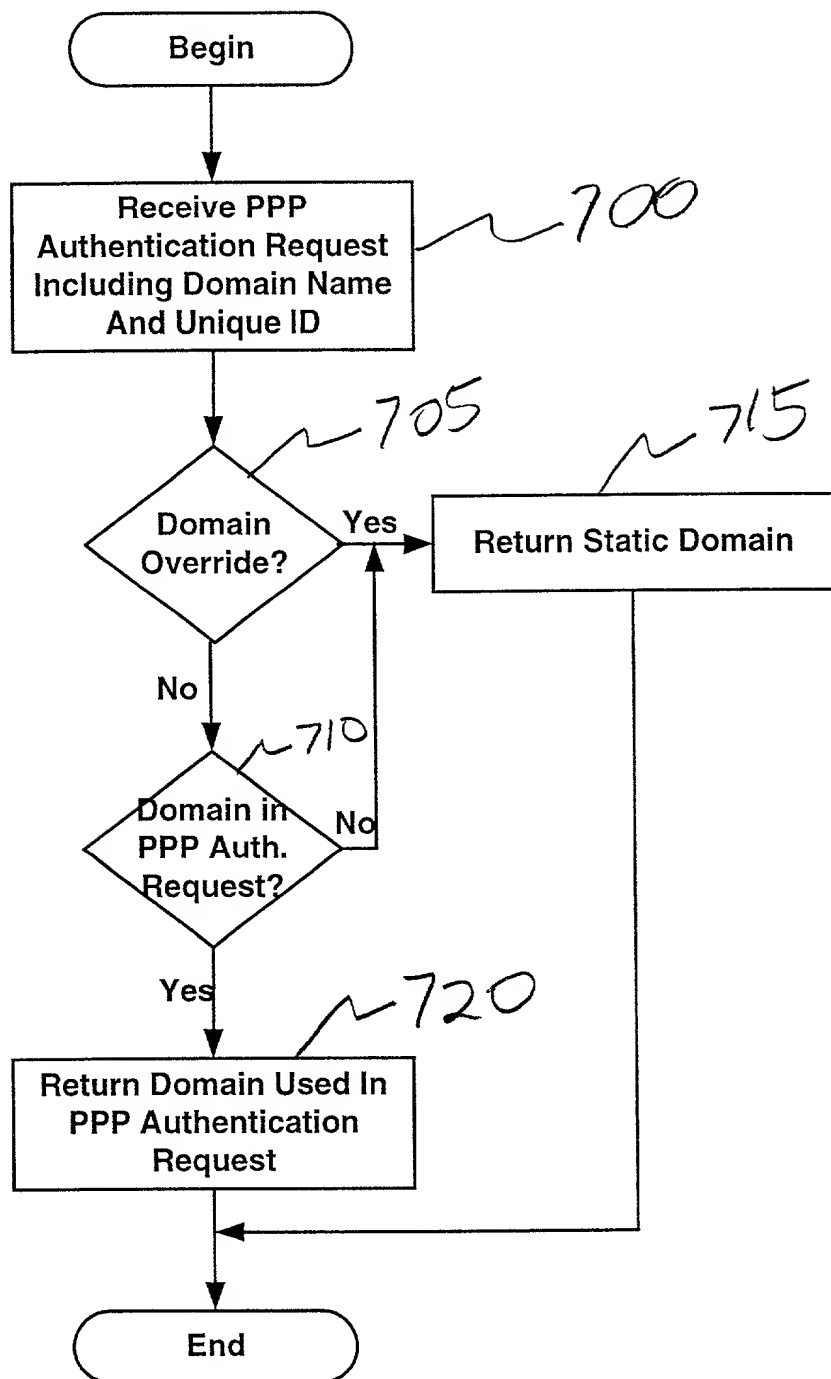 Begin
Receive PPP
Authentication Request
Including Domain Name
And Unique ID
700
705
715
Domain
Override?
Yes
Return Static Domain
No
710
Domain in
PPP Auth.
Request?
No
Yes
720
Return Domain Used In
PPP Authentication
Request
End